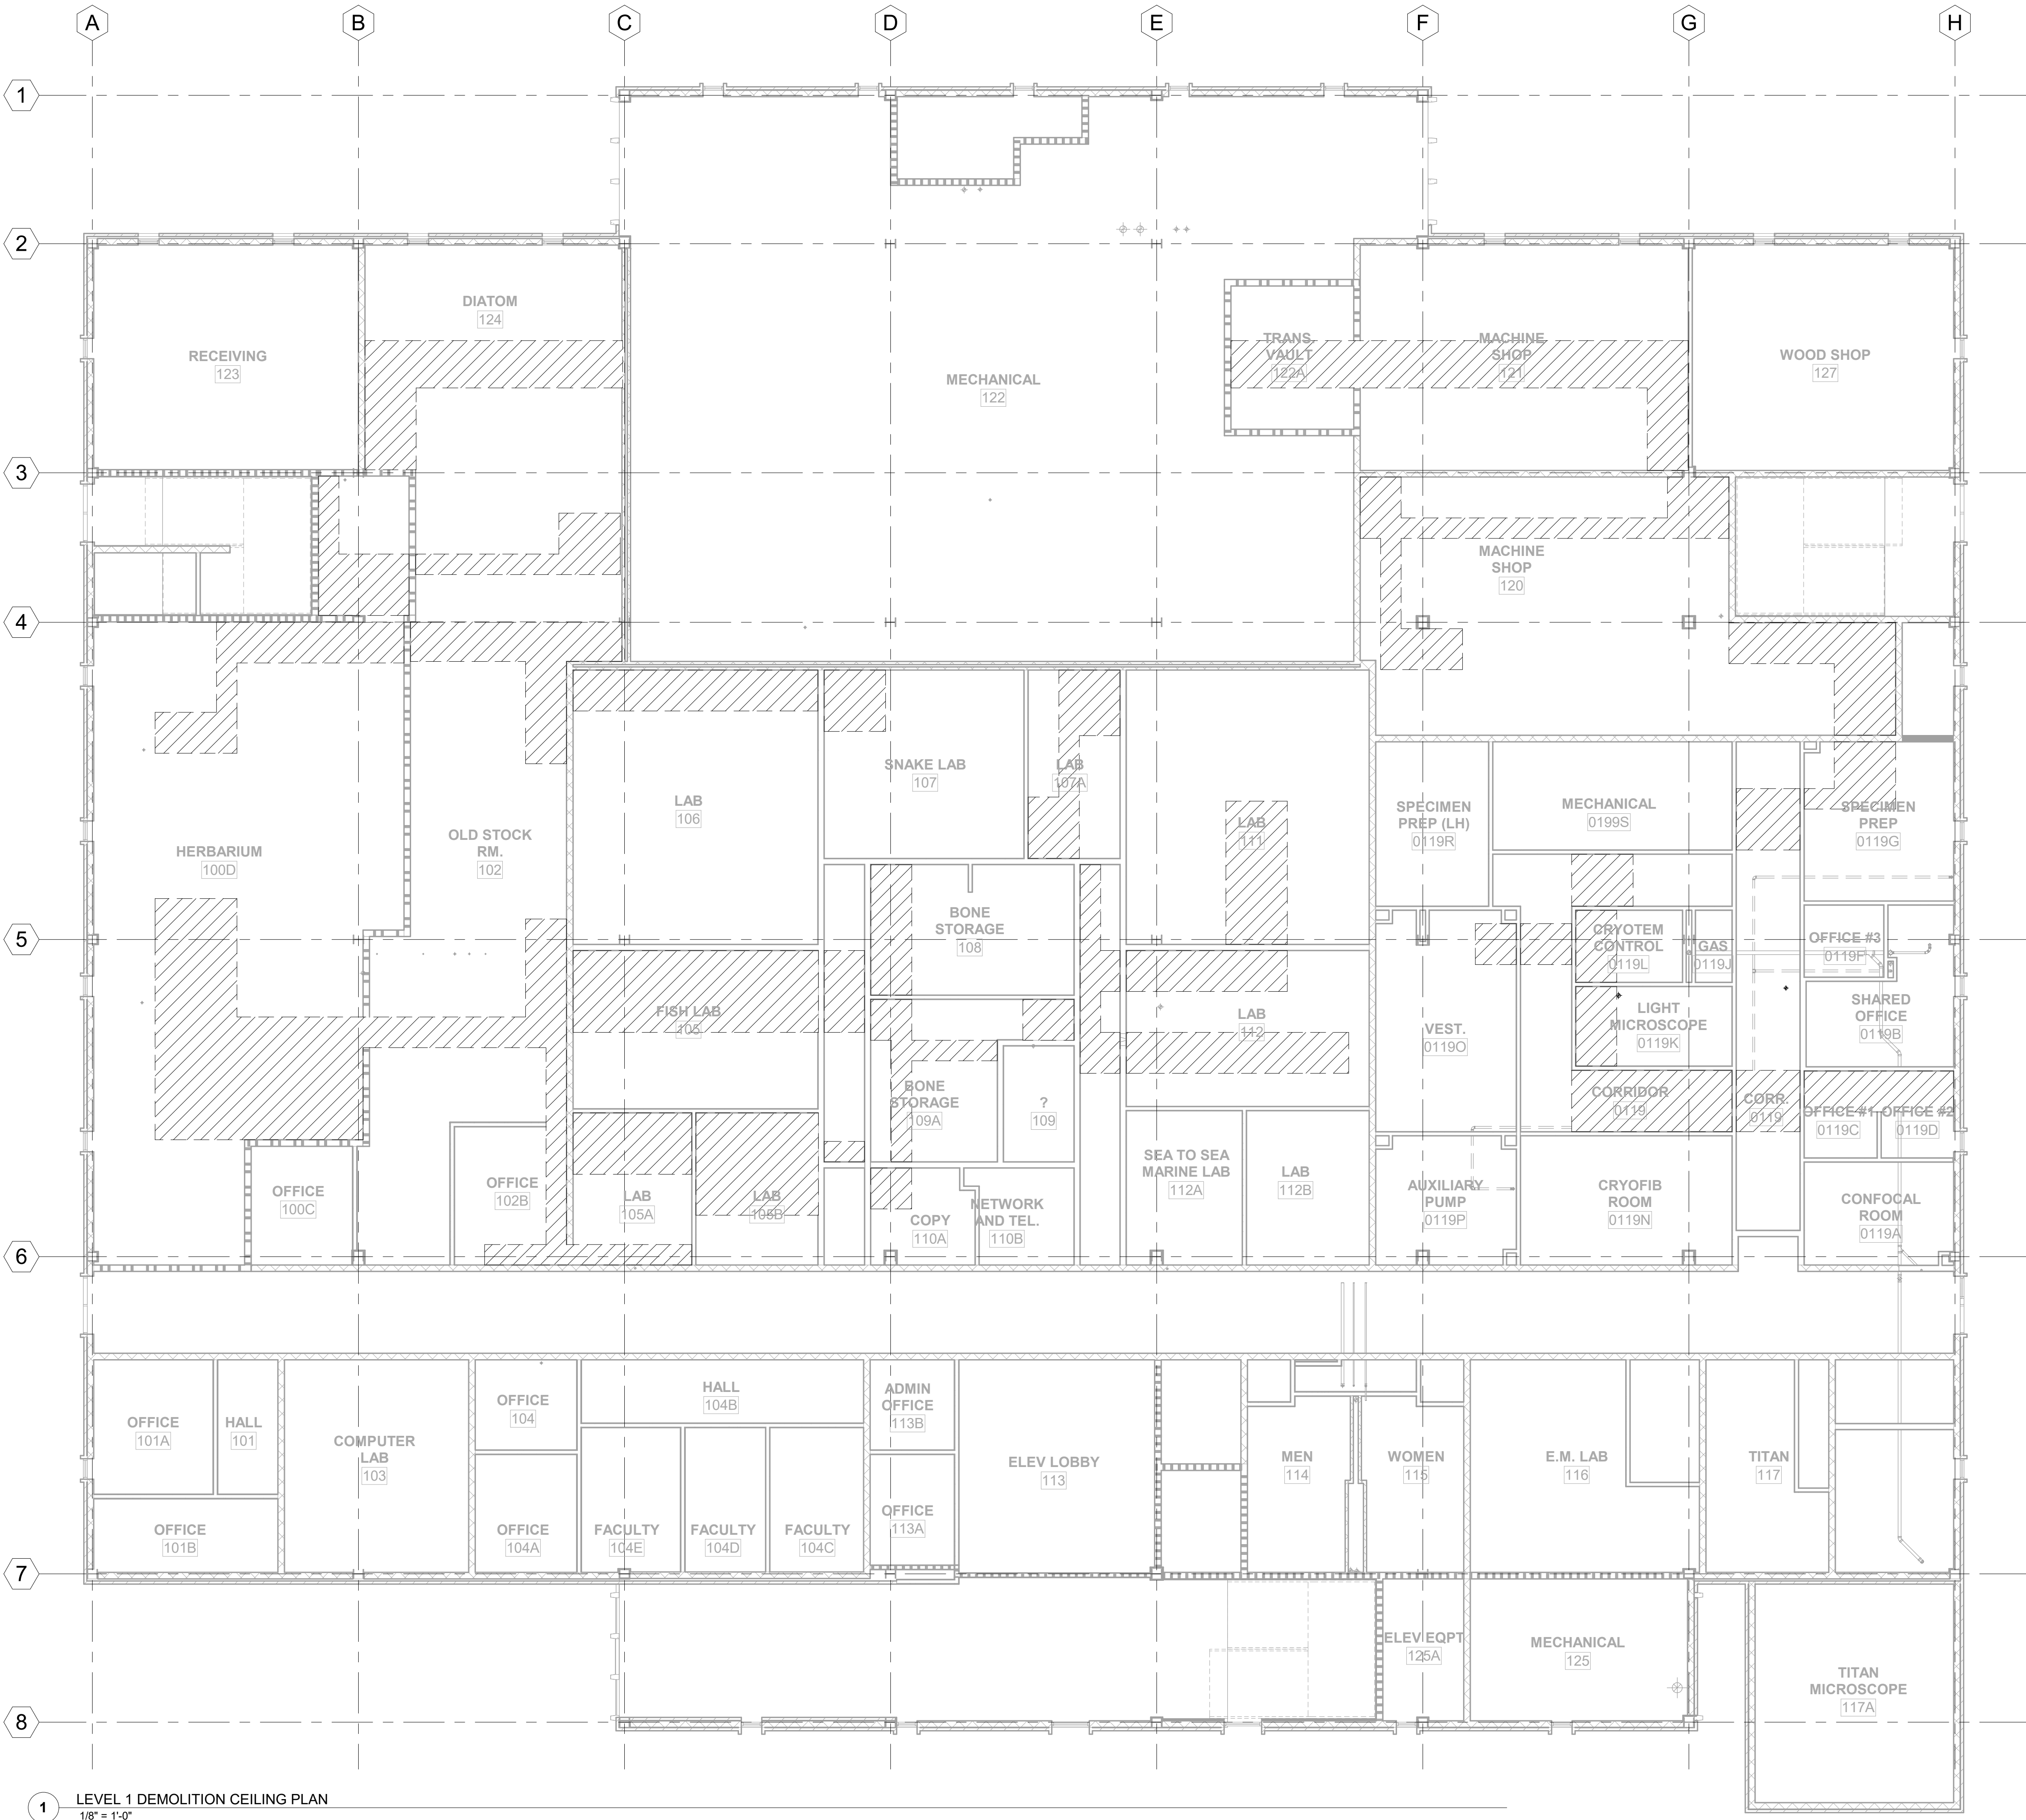 A
B
C
D
E
F
G
H
1
2
3
4
5
6
7
8
DIATOM
124
RECEIVING
123
MECHANICAL
122
TRANS.
VAULT
122A
MACHINE
SHOP
121
WOOD SHOP
127
MACHINE
SHOP
120
HERBARIUM
100D
OLD STOCK
RM.
102
LAB
106
SNAKE LAB
107
LAB
107A
LAB
111
SPECIMEN
PREP (LH)
0119R
MECHANICAL
0199S
SPECIMEN
PREP
0119G
BONE
STORAGE
108
CRYOTEM
CONTROL
0119L
GAS
0119J
OFFICE #3
0119F
FISH LAB
105
LAB
112
VEST.
0119O
LIGHT
MICROSCOPE
0119K
SHARED
OFFICE
0119B
BONE
STORAGE
109A
?
109
CORRIDOR
0119
CORR.
0119
OFFICE #1
0119C
OFFICE #2
0119D
OFFICE
100C
OFFICE
102B
LAB
105A
LAB
105B
COPY
110A
NETWORK
AND TEL.
110B
SEA TO SEA
MARINE LAB
112A
LAB
112B
AUXILIARY
PUMP
0119P
CRYOFIB
ROOM
0119N
CONFOCAL
ROOM
0119A
OFFICE
101A
HALL
101
COMPUTER
LAB
103
OFFICE
104
HALL
104B
ADMIN
OFFICE
113B
ELEV LOBBY
113
MEN
114
WOMEN
115
E.M. LAB
116
TITAN
117
OFFICE
101B
OFFICE
104A
FACULTY
104E
FACULTY
104D
FACULTY
104C
OFFICE
113A
ELEV EQPT
125A
MECHANICAL
125
TITAN
MICROSCOPE
117A
1
LEVEL 1 DEMOLITION CEILING PLAN
1/8" = 1'-0"